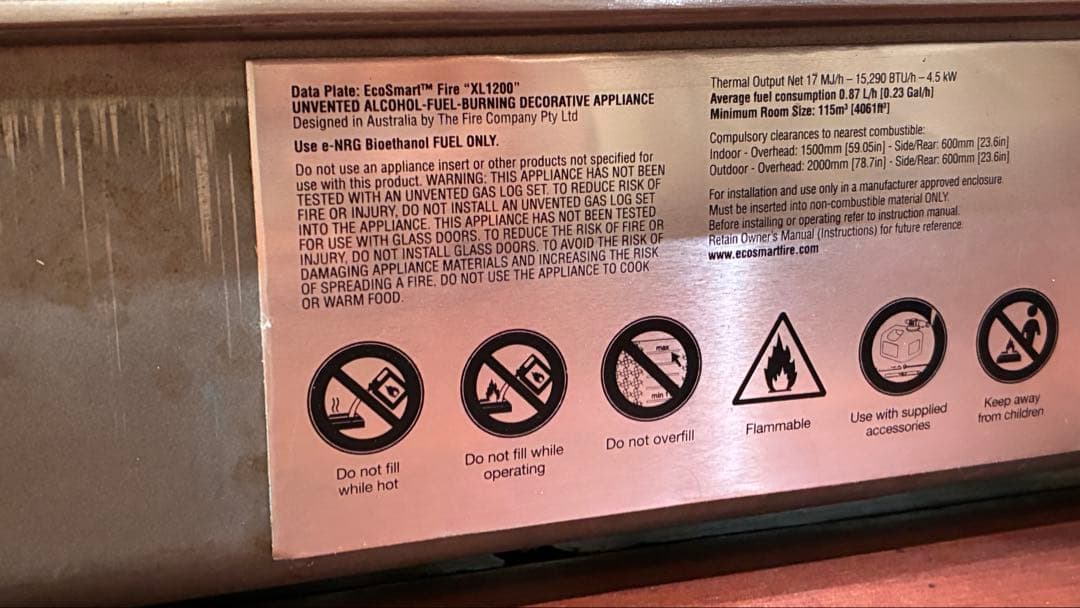 Data Plate: EcoSmart™ Fire "XL1200"
UNVENTED ALCOHOL-FUEL-BURNING DECORATIVE APPLIANCE
Designed in Australia by The Fire Company Pty Ltd
Use e-NRG Bioethanol FUEL ONLY.
Do not use an appliance insert or other products not specified for
use with this product. WARNING: THIS APPLIANCE HAS NOT BEEN
TESTED WITH AN UNVENTED GAS LOG SET. TO REDUCE RISK OF
FIRE OR INJURY, DO NOT INSTALL AN UNVENTED GAS LOG SET
INTO THE APPLIANCE. THIS APPLIANCE HAS NOT BEEN TESTED
FOR USE WITH GLASS DOORS. TO REDUCE THE RISK OF FIRE OR
INJURY, DO NOT INSTALL GLASS DOORS. TO AVOID THE RISK OF
DAMAGING APPLIANCE MATERIALS AND INCREASING THE RISK
OF SPREADING A FIRE, DO NOT USE THE APPLIANCE TO COOK
OR WARM FOOD.
Thermal Output Net 17 MJ/h – 15,290 BTU/h – 4.5 kW
Average fuel consumption 0.87 L/h [0.23 Gal/h]
Minimum Room Size: 115m³ [4061ft³]
Compulsory clearances to nearest combustible:
Indoor - Overhead: 1500mm [59.05in] - Side/Rear: 600mm [23.6in]
Outdoor - Overhead: 2000mm [78.7in] - Side/Rear: 600mm [23.6in]
For installation and use only in a manufacturer approved enclosure.
Must be inserted into non-combustible material ONLY.
Before installing or operating refer to instruction manual.
Retain Owner's Manual (Instructions) for future reference.
www.ecosmartfire.com
max
min
Do not fill
while hot
Do not fill while
operating
Do not overfill
Flammable
Use with supplied
accessories
Keep away
from children